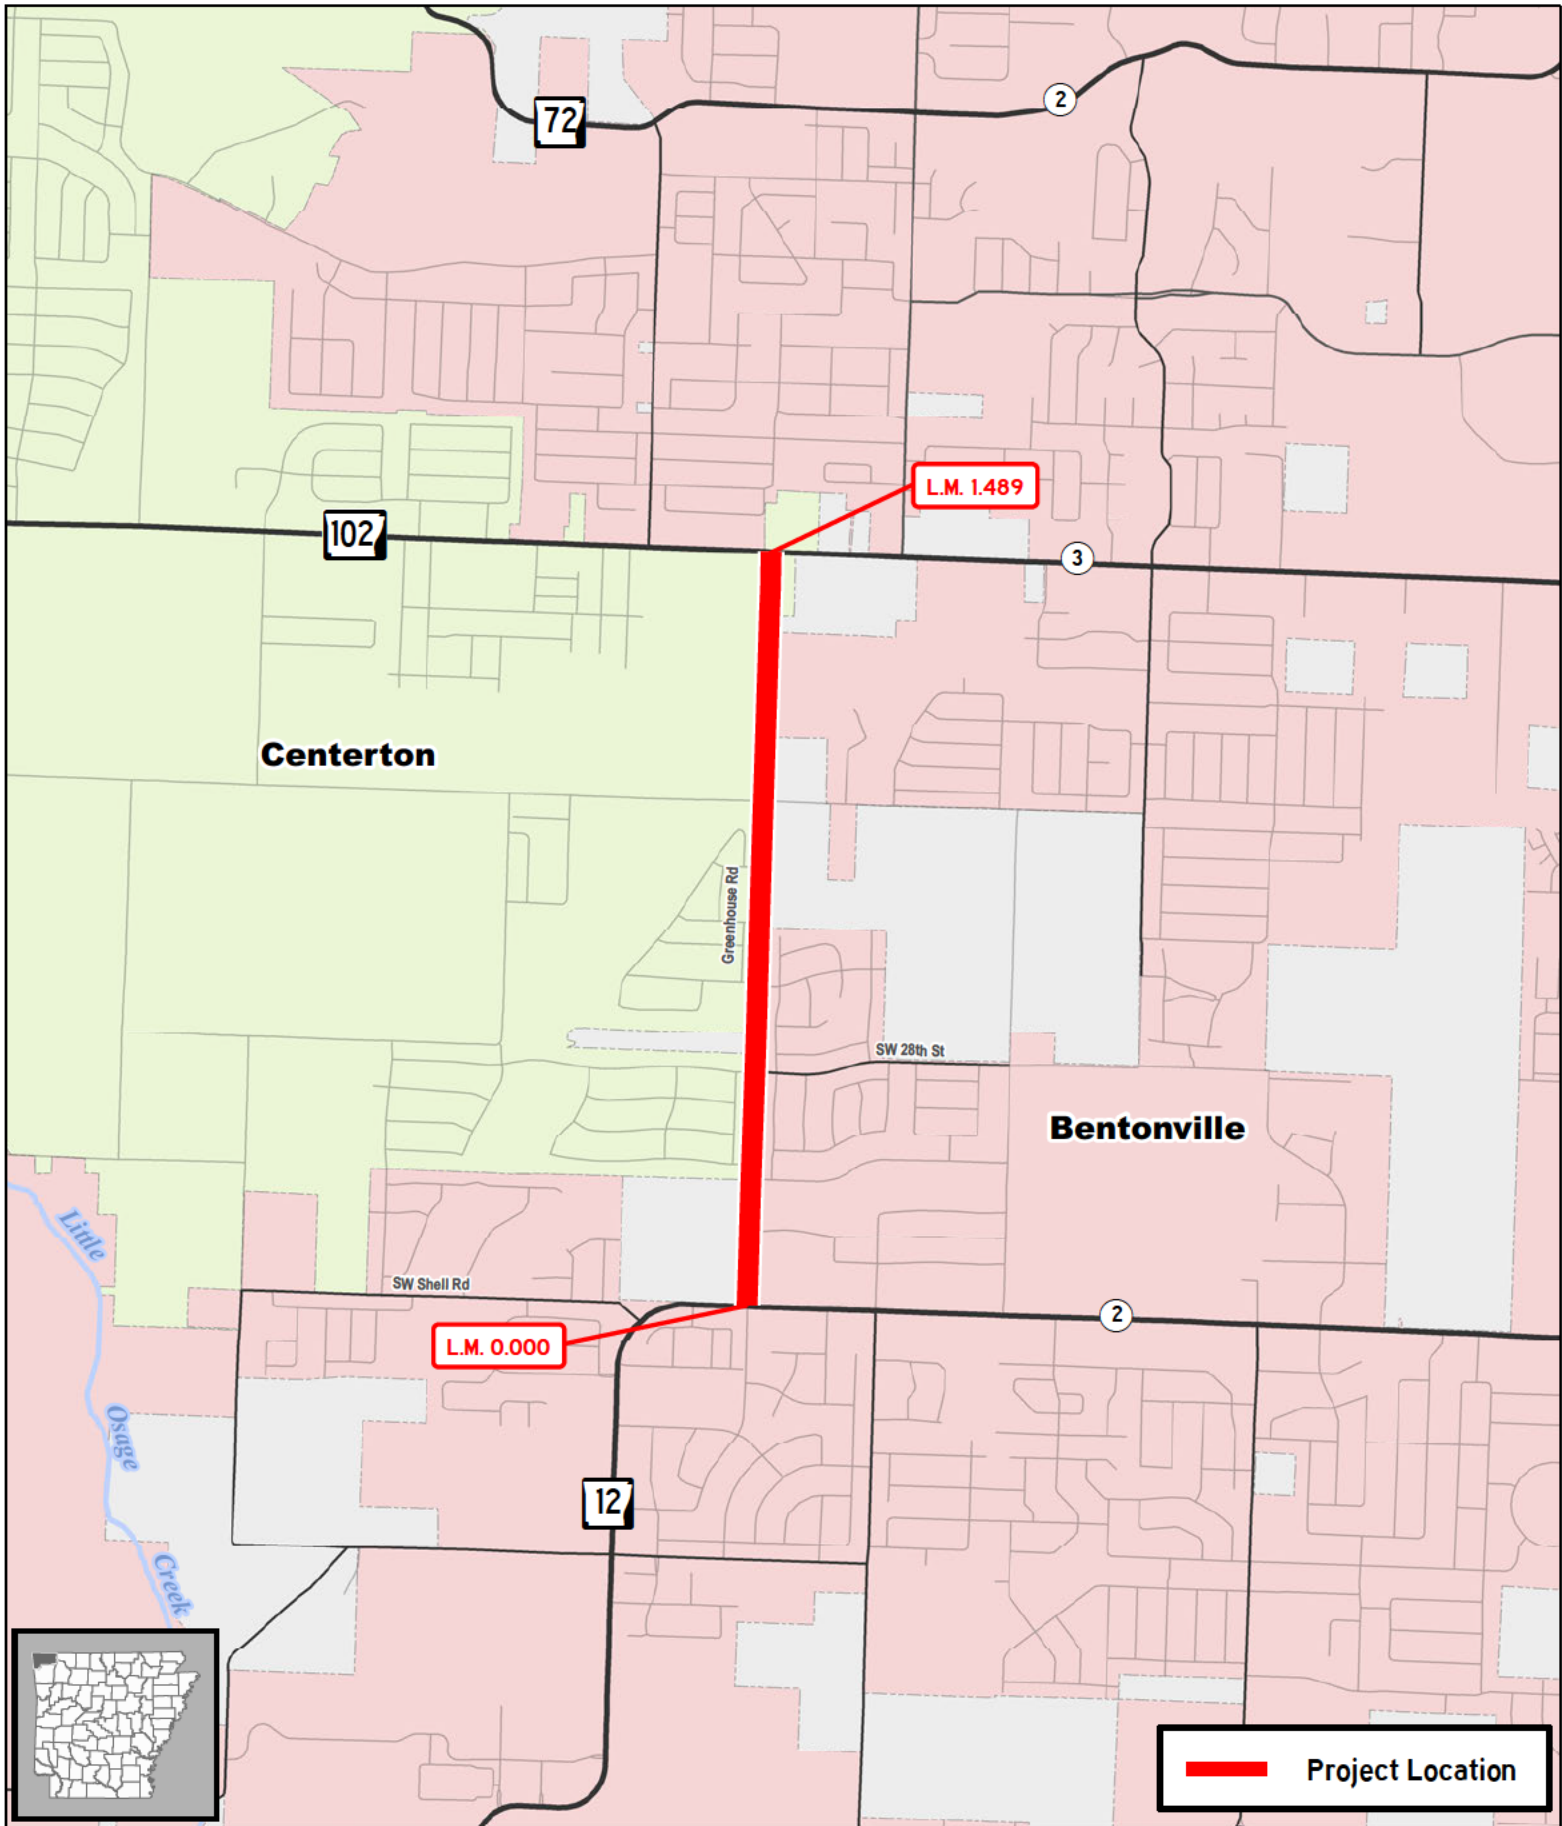 72
2
L.M. 1.489
102
3
Centerton
Greenhouse Rd
SW 28th St
Bentonville
Little
Osage
Creek
SW Shell Rd
2
L.M. 0.000
12
Project Location